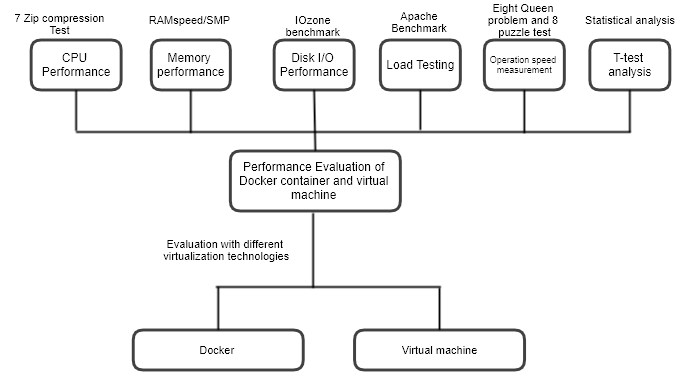 7 Zip compression
Test
RAMspeed/SMP
IOzone
benchmark
Apache
Benchmark
Eight Queen
problem and 8
puzzle test
Statistical analysis
CPU
Performance
Memory
performance
Disk I/O
Performance
Load Testing
Operation speed
measurement
T-test
analysis
Performance Evaluation of
Docker container and virtual
machine
Evaluation with different
virtualization technologies
Docker
Virtual machine